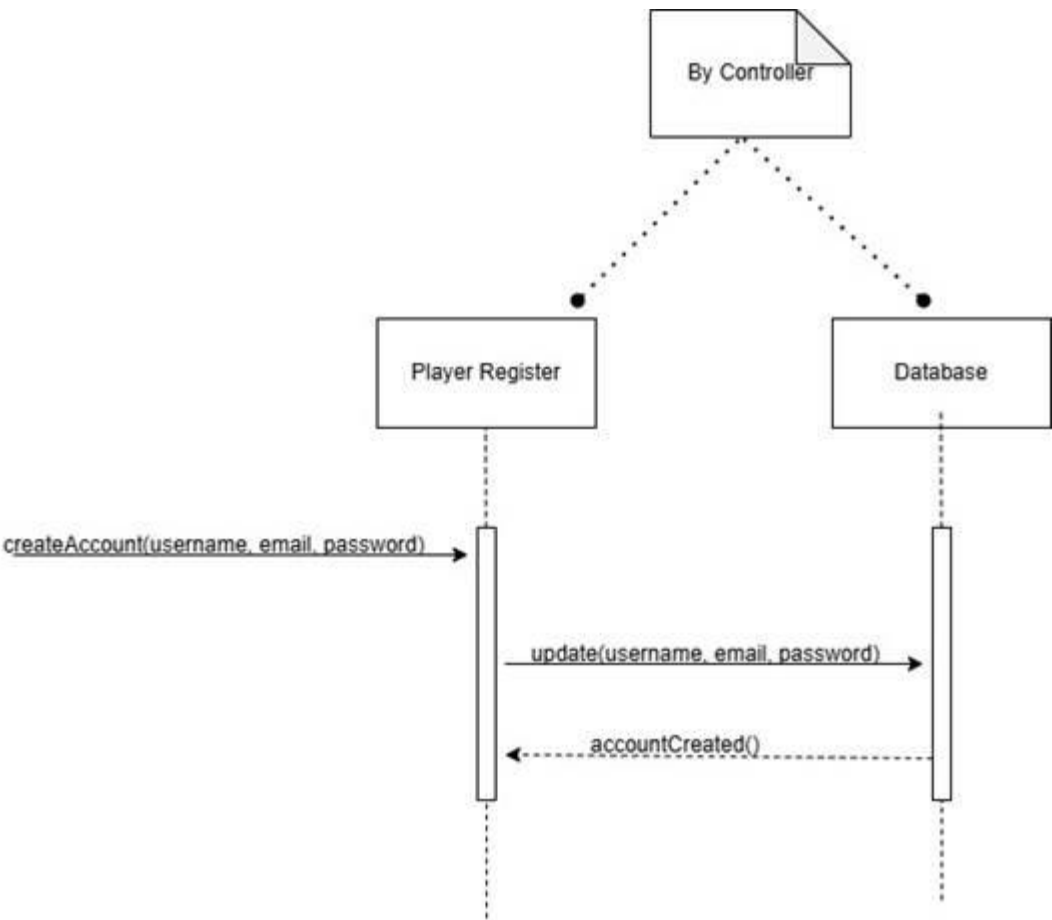 By Controller
Player Register
Database
createAccount(username, email, password)
update(username, email, password)
accountCreated()